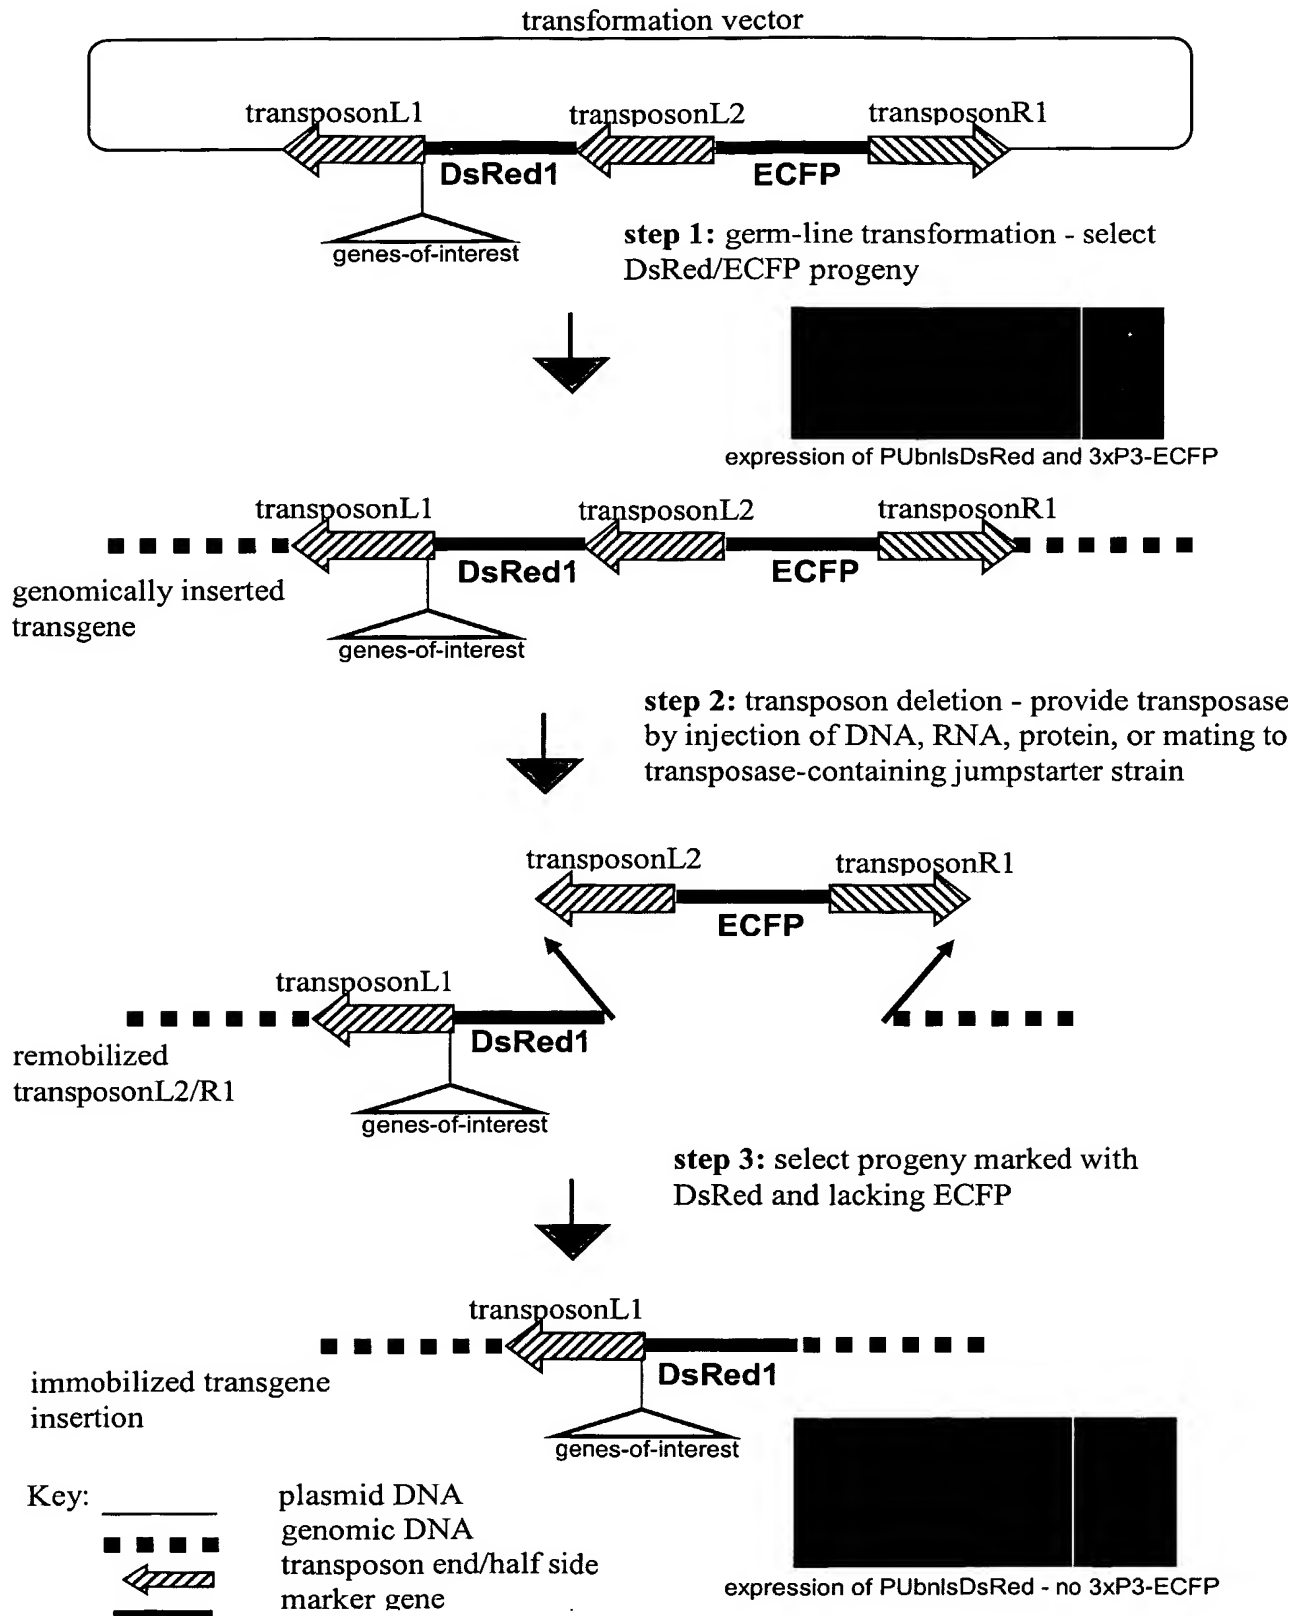 transformation vector
transposonL1 transposonL2 transposonR1
DsRed1 ECFP
genes-of-interest
step 1: germ-line transformation - select
DsRed/ECFP progeny
expression of PUbnlsDsRed and 3xP3-ECFP
transposonL1 transposonL2 transposonR1
DsRed1 ECFP
genomically inserted
transgene
genes-of-interest
step 2: transposon deletion - provide transposase
by injection of DNA, RNA, protein, or mating to
transposase-containing jumpstarter strain
transposonL2 transposonR1
ECFP
transposonL1
DsRed1
remobilized
transposonL2/R1
genes-of-interest
step 3: select progeny marked with
DsRed and lacking ECFP
transposonL1
DsRed1
immobilized transgene
insertion
genes-of-interest
Key:
plasmid DNA
genomic DNA
transposon end/half side
marker gene
expression of PUbnlsDsRed - no 3xP3-ECFP